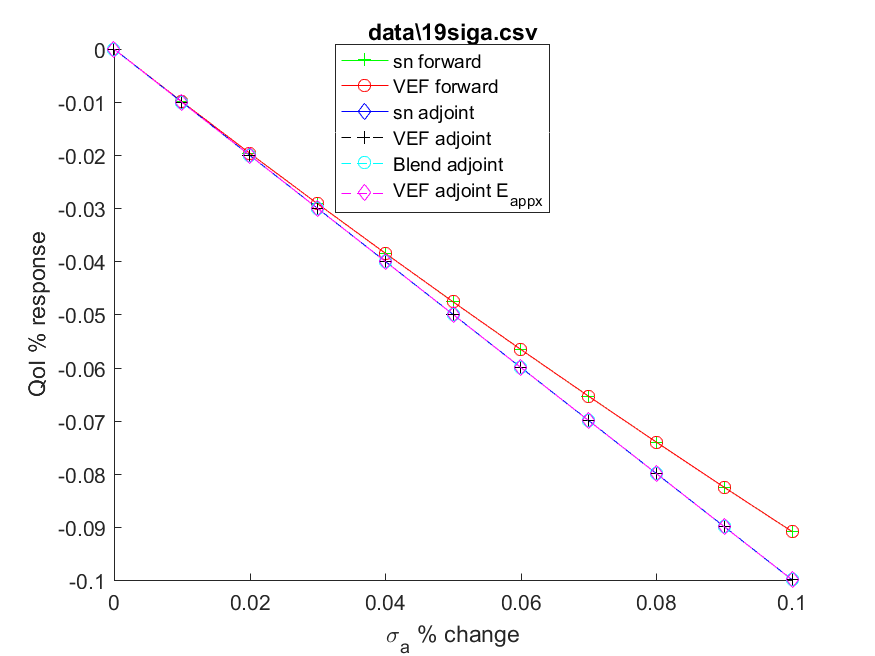 data\19siga.csv
sn forward
VEF forward
sn adjoint
VEF adjoint
Blend adjoint
VEF adjoint E_appx
QoI % response
0
-0.01
-0.02
-0.03
-0.04
-0.05
-0.06
-0.07
-0.08
-0.09
-0.1
0 0.02 0.04 0.06 0.08 0.1
σ_a % change